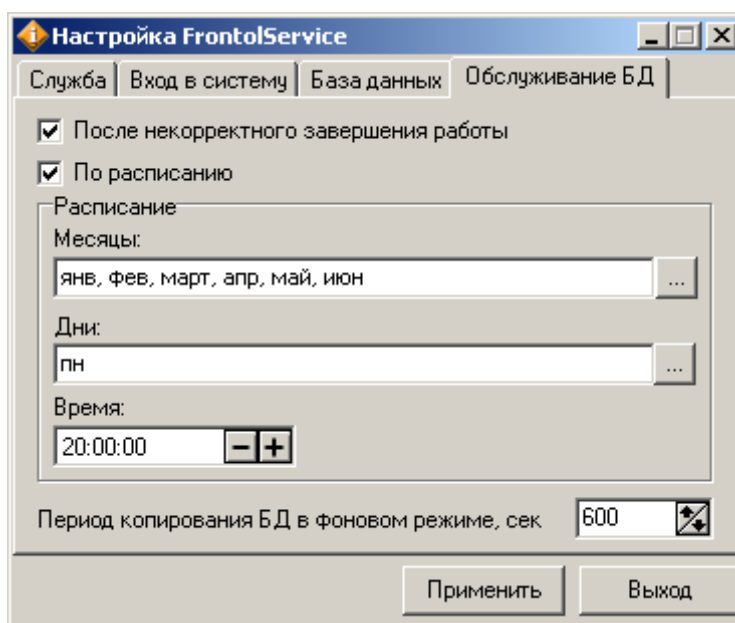 Настройка FrontolService
Служба Вход в систему База данных Обслуживание БД
После некорректного завершения работы
По расписанию
Расписание
Месяцы:
янв, фев, март, апр, май, июн ...
Дни:
пн ...
Время:
20:00:00
Период копирования БД в фоновом режиме, сек 600
Применить Выход